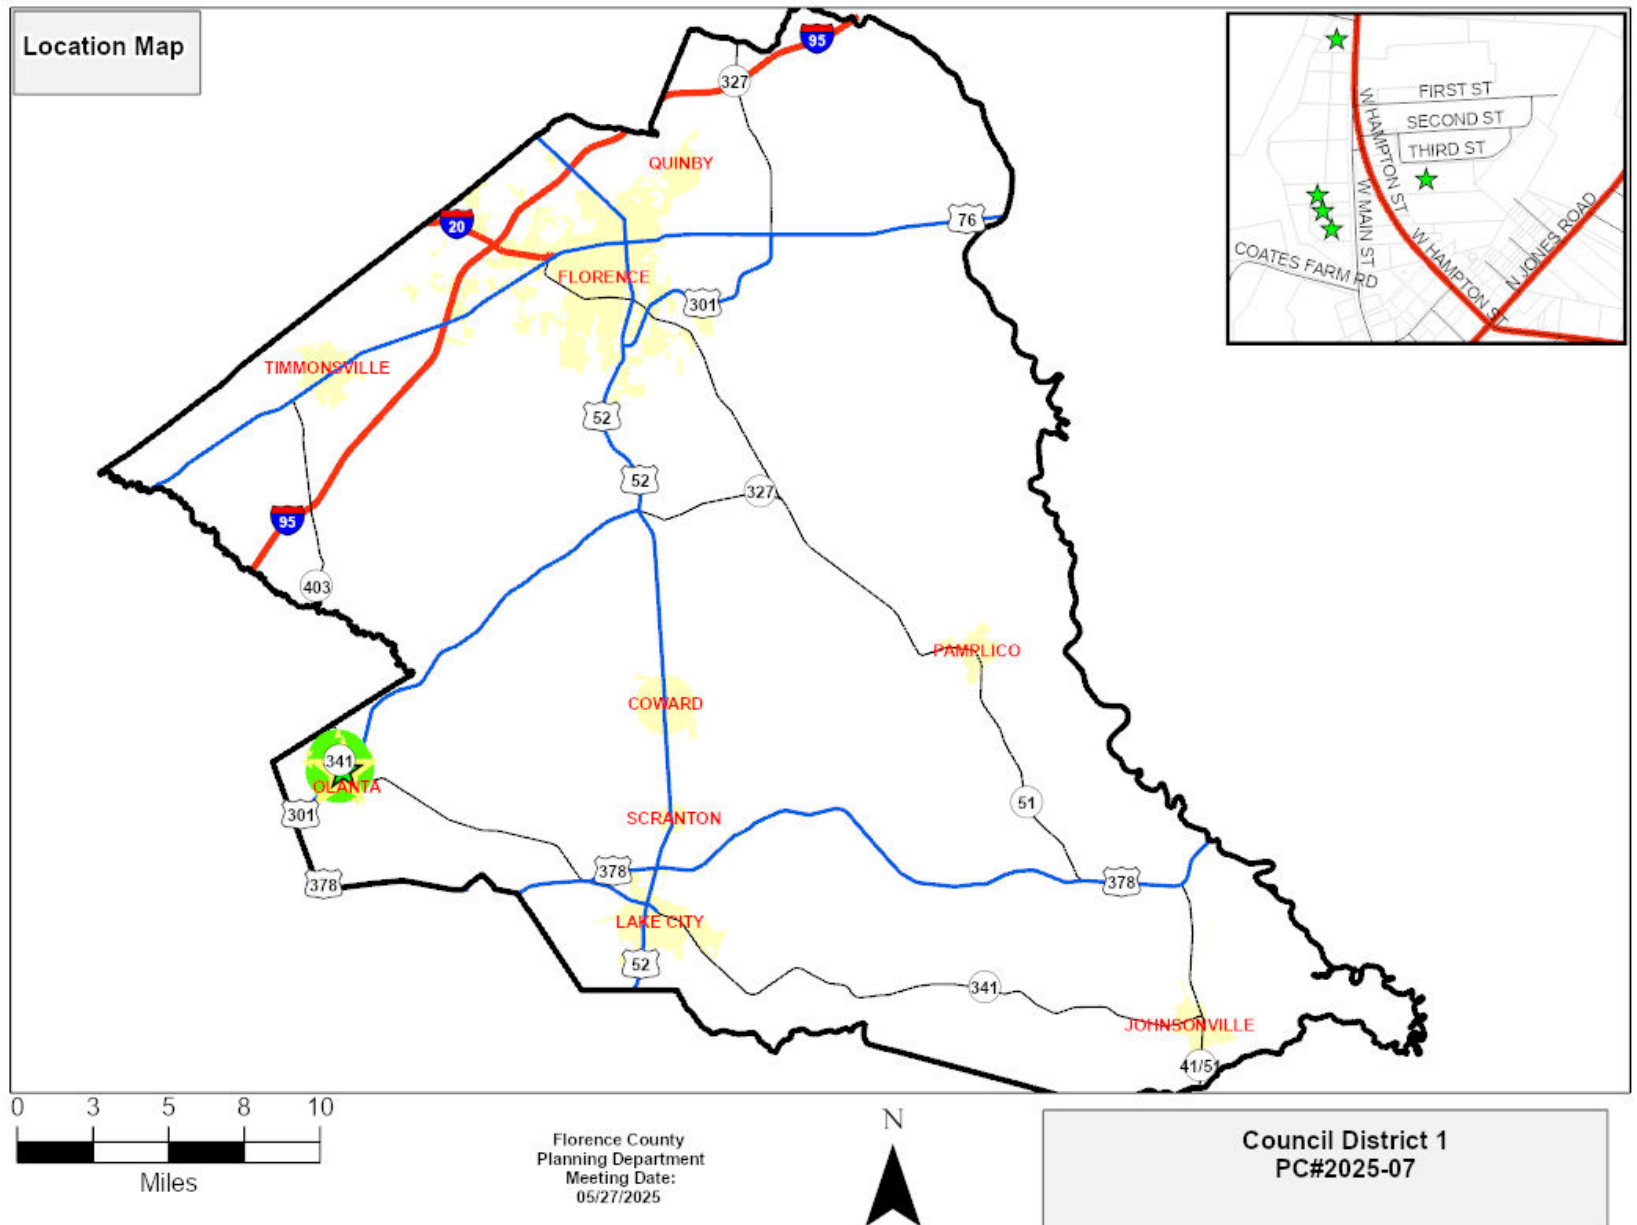 Location Map
95
327
FIRST ST
SECOND ST
THIRD ST
W HAMPTON ST
W MAIN ST
W HAMPTON ST
N JONES ROAD
COATES FARM RD
QUINBY
20
76
FLORENCE
301
TIMMONSVILLE
52
52
327
95
403
PAMPLICO
COWARD
341
OLANTA
301
51
SCRANTON
378
378
378
LAKE CITY
52
341
JOHNSONVILLE
41/51
0 3 5 8 10
Miles
Florence County
Planning Department
Meeting Date:
05/27/2025
N
Council District 1
PC#2025-07